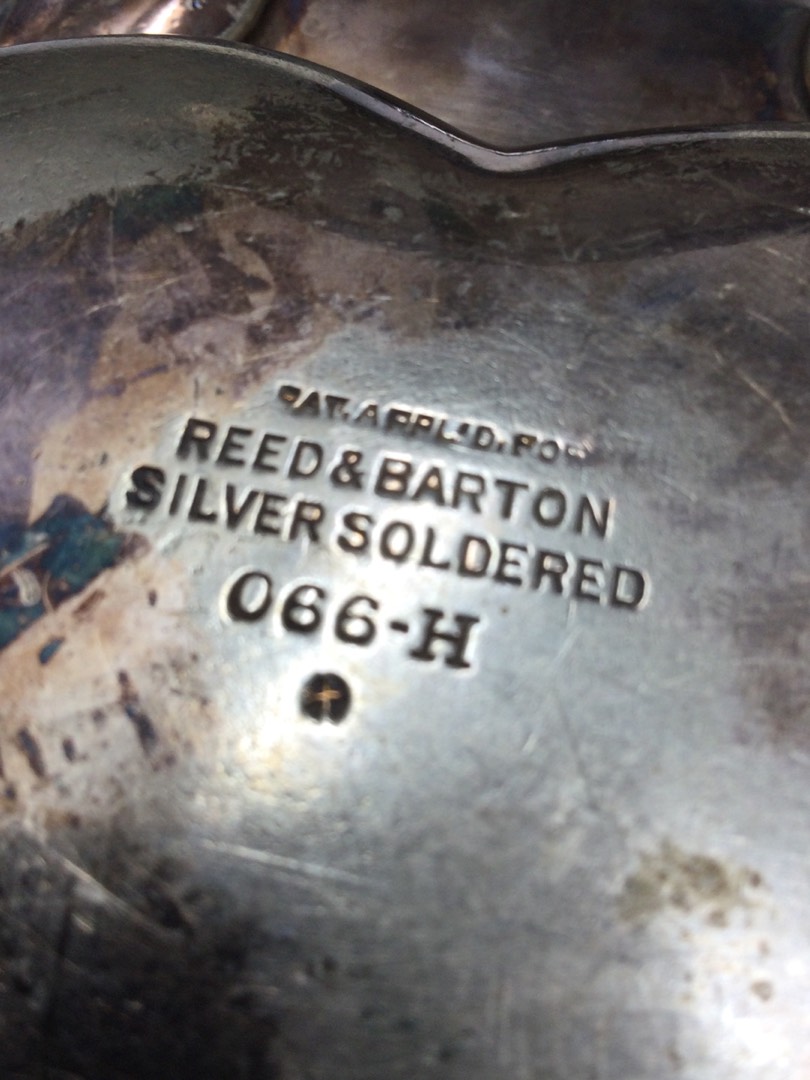 PAT. APPL'D. FOR
REED & BARTON
SILVER SOLDERED
066-H